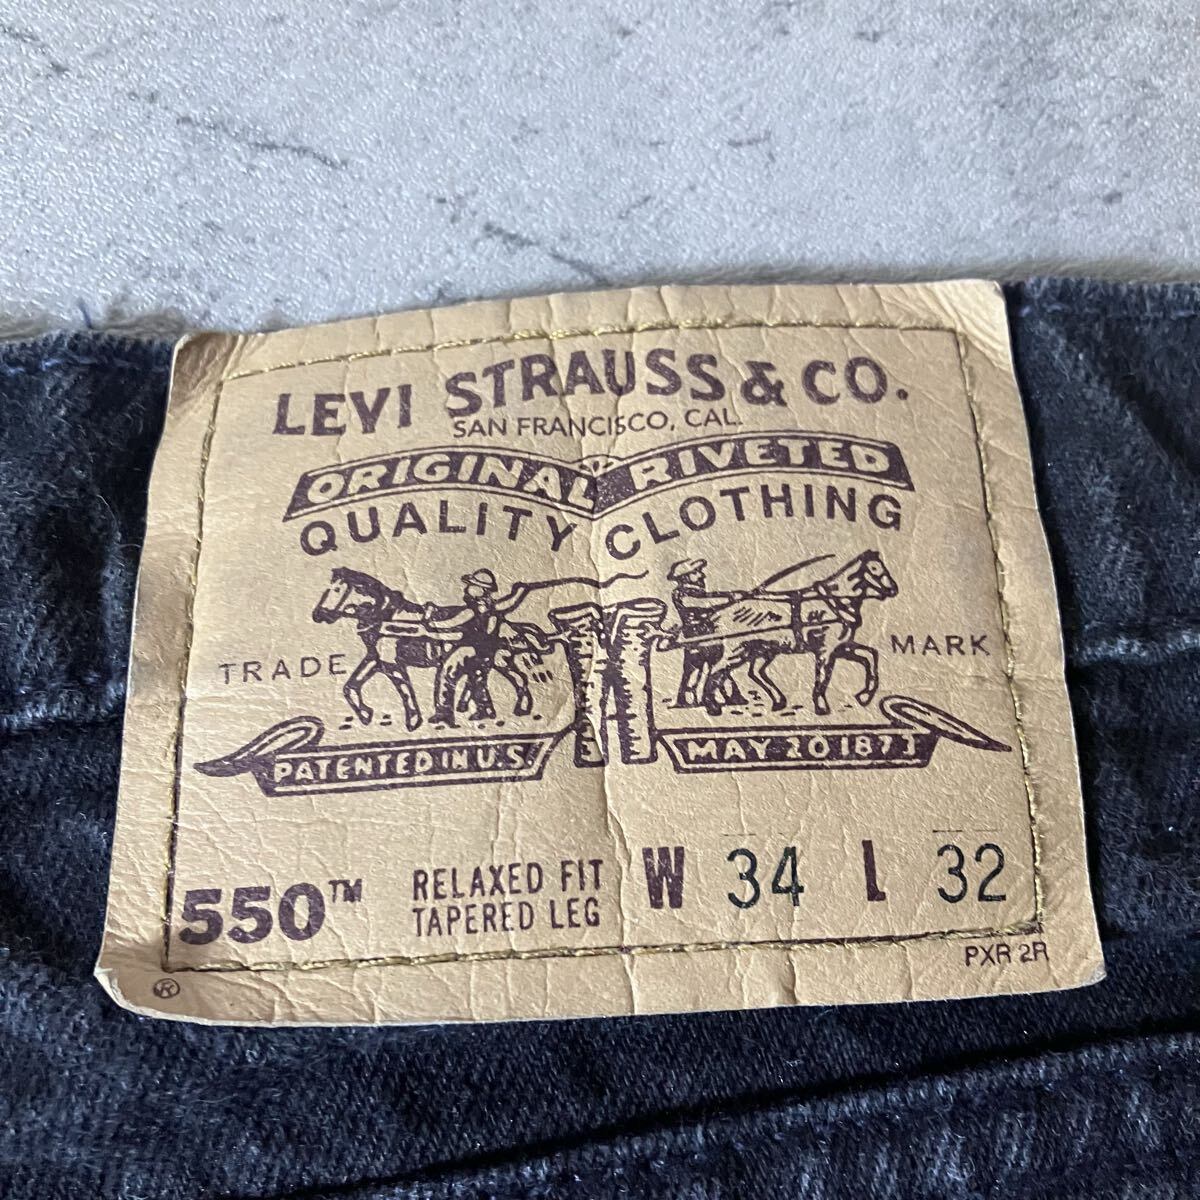 LEVI STRAUSS & CO.
SAN FRANCISCO, CAL.
ORIGINAL RIVETED
QUALITY CLOTHING
TRADE MARK
PATENTED IN U.S. MAY 20 1873
550™ RELAXED FIT W 34 L 32
TAPERED LEG
PXR 2R
®